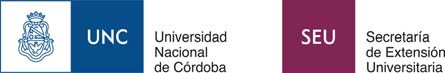 UNC
Universidad
Nacional
de Córdoba
SEU
Secretaría
de Extensión
Universitaria